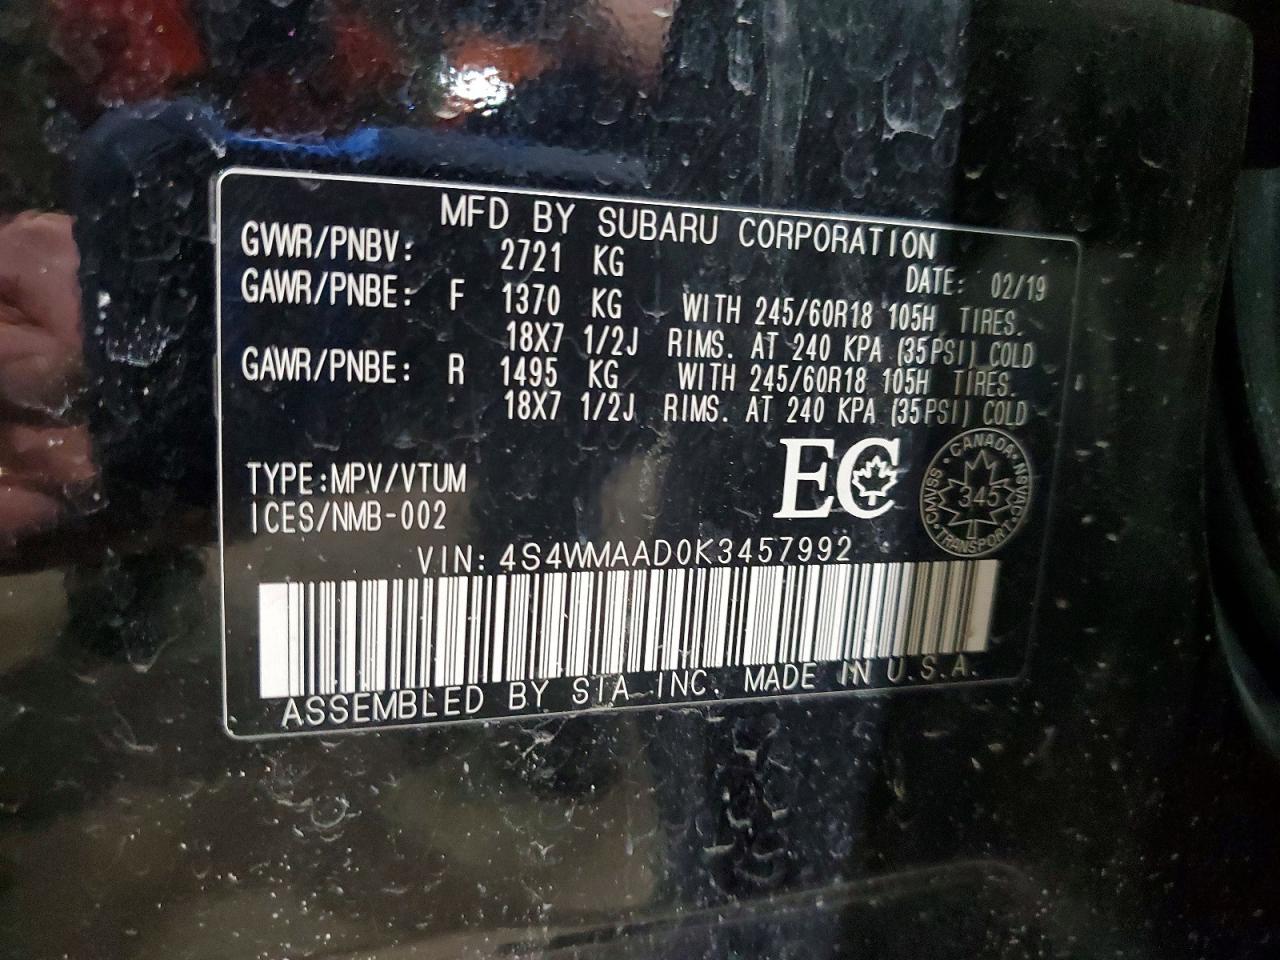 MFD BY SUBARU CORPORATION
GVWR/PNBV: 2721 KG DATE: 02/19
GAWR/PNBE: F 1370 KG WITH 245/60R18 105H TIRES.
18X7 1/2J RIMS. AT 240 KPA (35PSI) COLD
GAWR/PNBE: R 1495 KG WITH 245/60R18 105H TIRES.
18X7 1/2J RIMS. AT 240 KPA (35PSI) COLD
EC
CANADA · NSVAC · TRANSPORT · CMVSS
345
TYPE:MPV/VTUM
ICES/NMB-002
VIN: 4S4WMAAD0K3457992
ASSEMBLED BY SIA INC. MADE IN U.S.A.